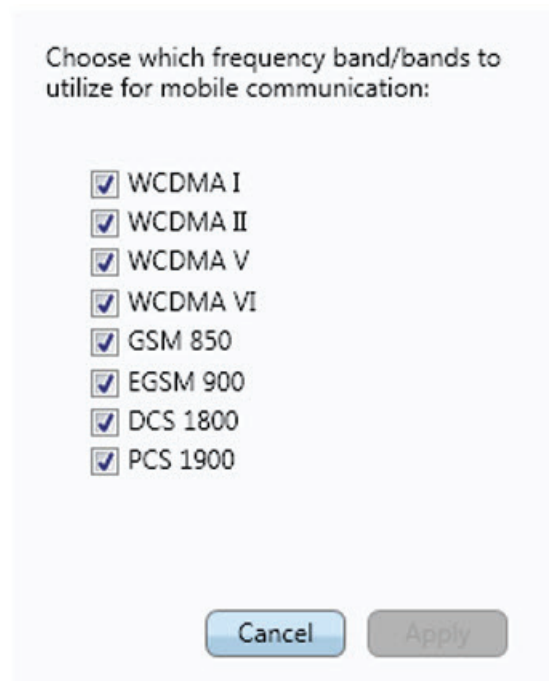 Choose which frequency band/bands to
utilize for mobile communication:
WCDMA I
WCDMA II
WCDMA V
WCDMA VI
GSM 850
EGSM 900
DCS 1800
PCS 1900
Cancel
Apply